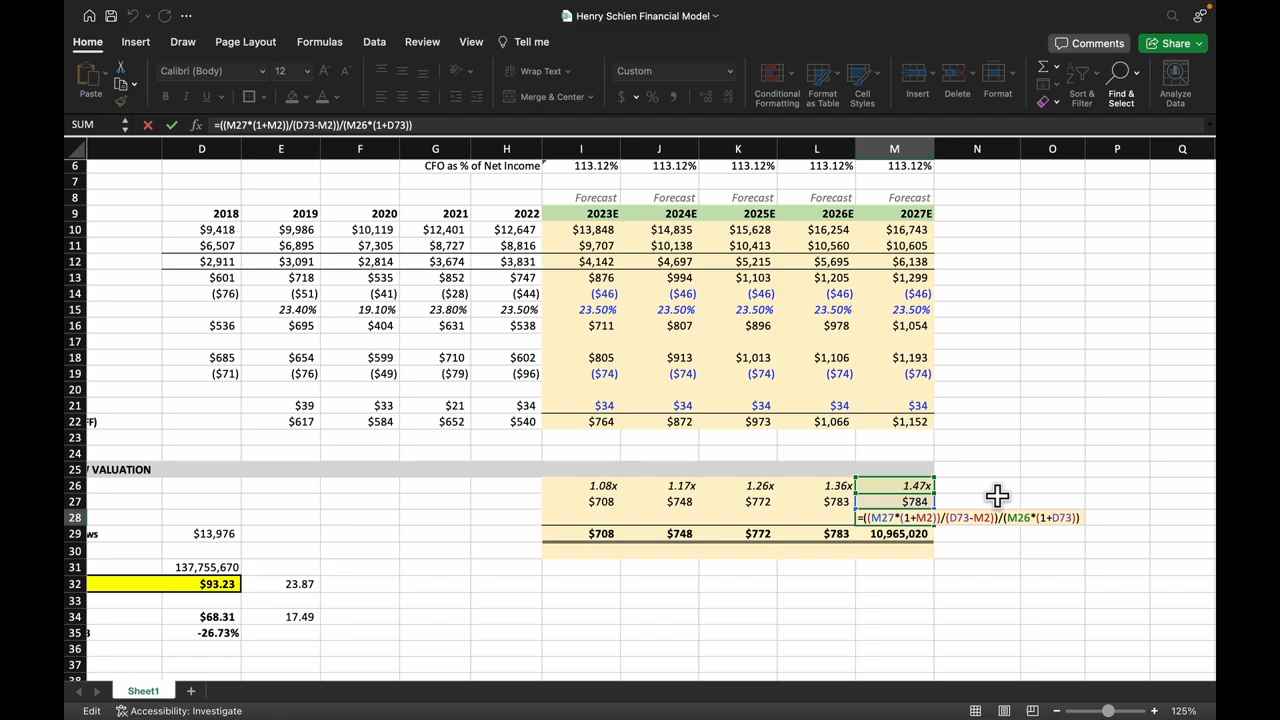 Henry Schien Financial Model
Home Insert Draw Page Layout Formulas Data Review View Tell me Comments Share
Paste Calibri (Body) 12 Wrap Text Custom Conditional Formatting Format as Table Cell Styles Insert Delete Format Sort & Filter Find & Select Analyze Data
B I U A Merge & Center $ %
SUM fx =((M27*(1+M2))/(D73-M2))/(M26*(1+D73))
D E F G H I J K L M N O P Q
6 CFO as % of Net Income 113.12% 113.12% 113.12% 113.12% 113.12%
7
8 Forecast Forecast Forecast Forecast Forecast
9 2018 2019 2020 2021 2022 2023E 2024E 2025E 2026E 2027E
10 $9,418 $9,986 $10,119 $12,401 $12,647 $13,848 $14,835 $15,628 $16,254 $16,743
11 $6,507 $6,895 $7,305 $8,727 $8,816 $9,707 $10,138 $10,413 $10,560 $10,605
12 $2,911 $3,091 $2,814 $3,674 $3,831 $4,142 $4,697 $5,215 $5,695 $6,138
13 $601 $718 $535 $852 $747 $876 $994 $1,103 $1,205 $1,299
14 ($76) ($51) ($41) ($28) ($44) ($46) ($46) ($46) ($46) ($46)
15 23.40% 19.10% 23.80% 23.50% 23.50% 23.50% 23.50% 23.50% 23.50%
16 $536 $695 $404 $631 $538 $711 $807 $896 $978 $1,054
17
18 $685 $654 $599 $710 $602 $805 $913 $1,013 $1,106 $1,193
19 ($71) ($76) ($49) ($79) ($96) ($74) ($74) ($74) ($74) ($74)
20
21 $39 $33 $21 $34 $34 $34 $34 $34 $34
22 FF) $617 $584 $652 $540 $764 $872 $973 $1,066 $1,152
23
24
25 VALUATION
26 1.08x 1.17x 1.26x 1.36x 1.47x
27 $708 $748 $772 $783 $784
28 =((M27*(1+M2))/(D73-M2))/(M26*(1+D73))
29 ws $13,976 $708 $748 $772 $783 10,965,020
30
31 137,755,670
32 $93.23 23.87
33
34 $68.31 17.49
35 -26.73%
36
37
38
Sheet1
Edit Accessibility: Investigate 125%